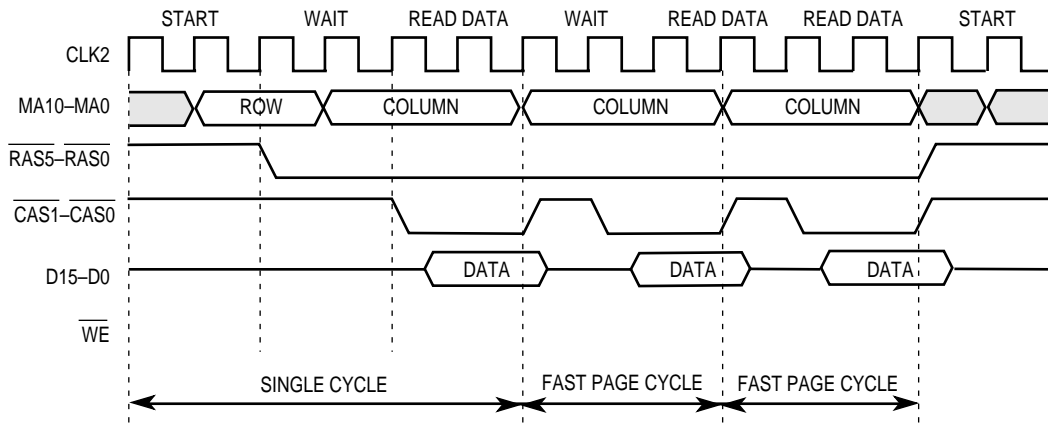 START WAIT READ DATA WAIT READ DATA READ DATA START
CLK2
MA10–MA0 ROW COLUMN COLUMN COLUMN
RAS5–RAS0
CAS1–CAS0
D15–D0 DATA DATA DATA
WE
SINGLE CYCLE FAST PAGE CYCLE FAST PAGE CYCLE